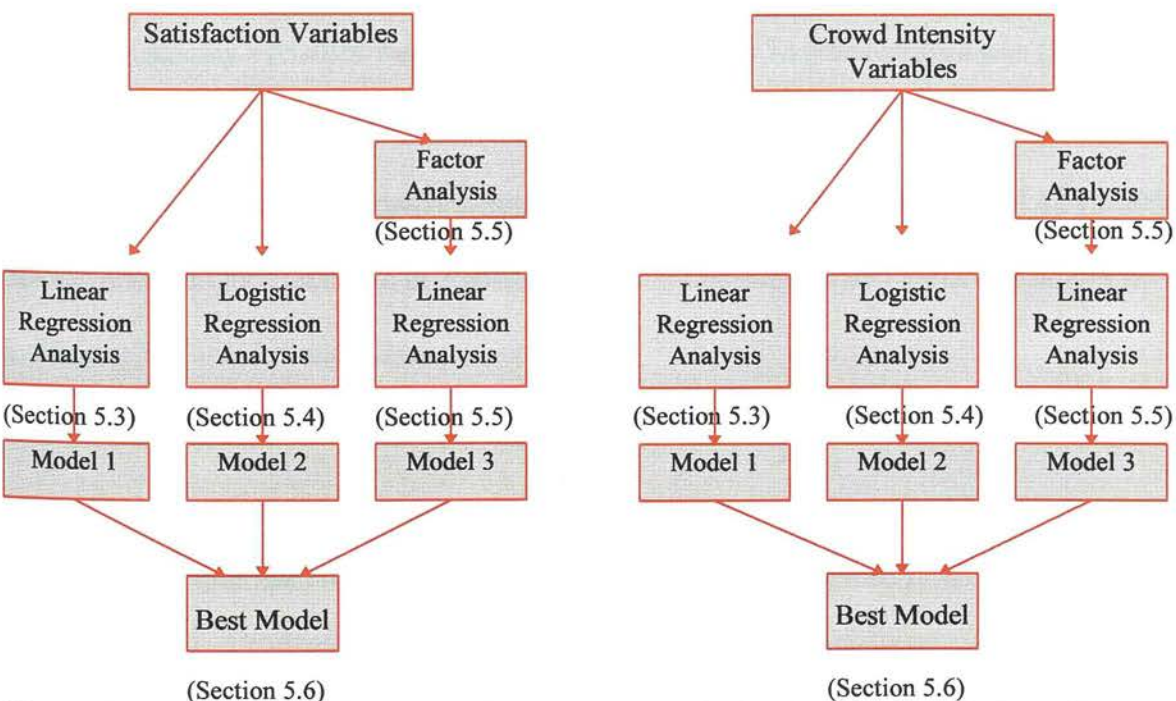 Satisfaction Variables
Factor
Analysis
(Section 5.5)
Linear
Regression
Analysis
Logistic
Regression
Analysis
Linear
Regression
Analysis
(Section 5.3)
(Section 5.4)
(Section 5.5)
Model 1
Model 2
Model 3
Best Model
(Section 5.6)
Crowd Intensity
Variables
Factor
Analysis
(Section 5.5)
Linear
Regression
Analysis
Logistic
Regression
Analysis
Linear
Regression
Analysis
(Section 5.3)
(Section 5.4)
(Section 5.5)
Model 1
Model 2
Model 3
Best Model
(Section 5.6)